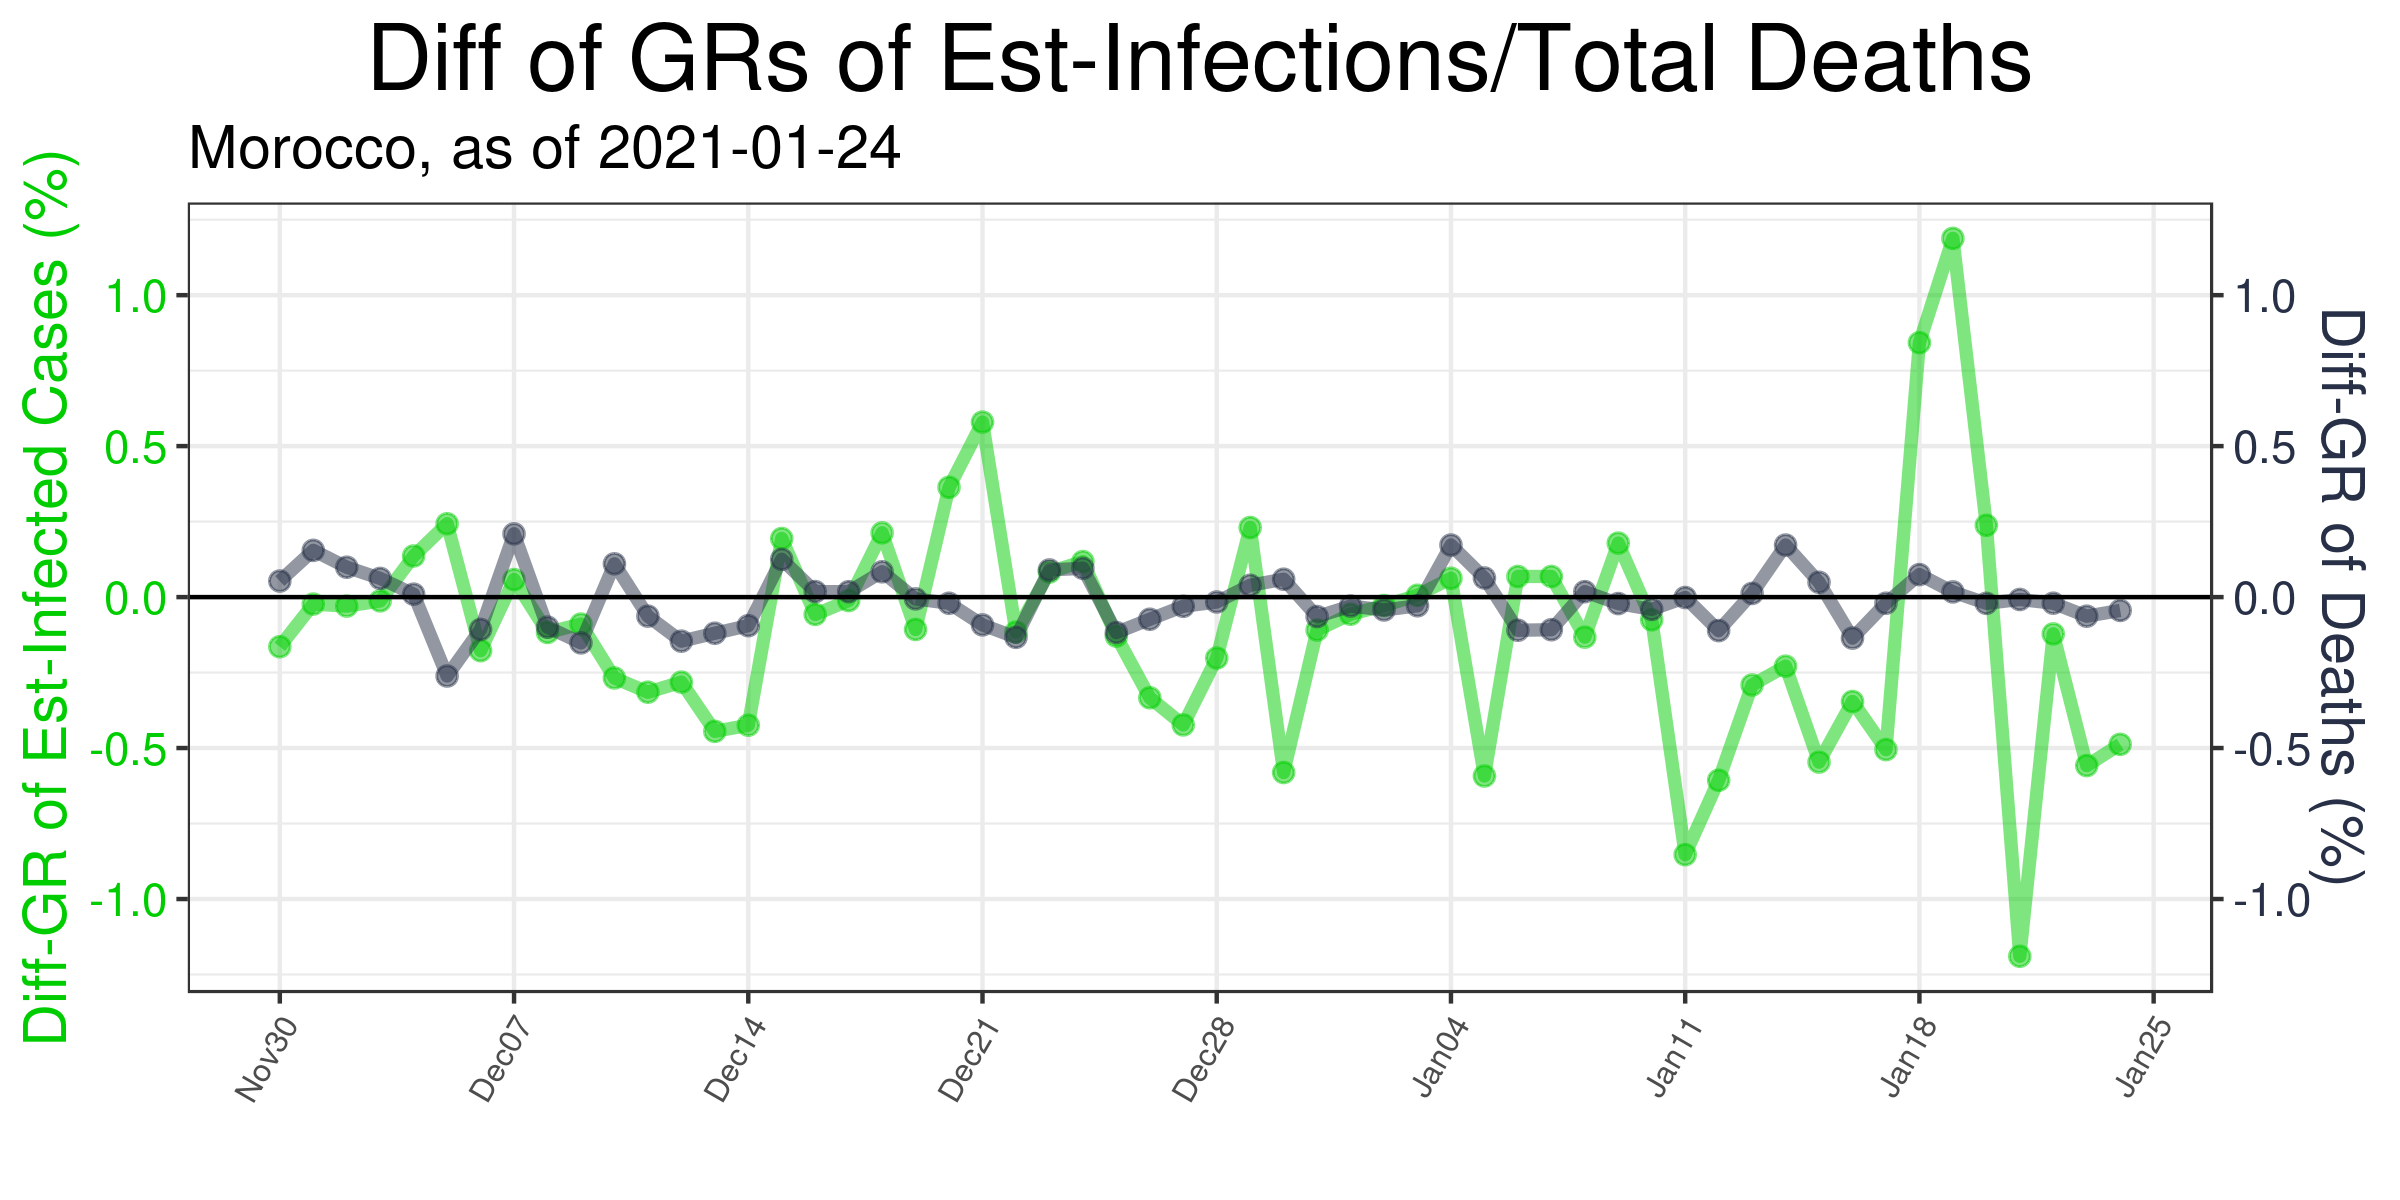 Diff of GRs of Est-Infections/Total Deaths
Morocco, as of 2021-01-24
Diff-GR of Est-Infected Cases (%)
1.0
0.5
0.0
-0.5
-1.0
1.0
0.5
0.0
-0.5
-1.0
Diff-GR of Deaths (%)
Nov30
Dec07
Dec14
Dec21
Dec28
Jan04
Jan11
Jan18
Jan25